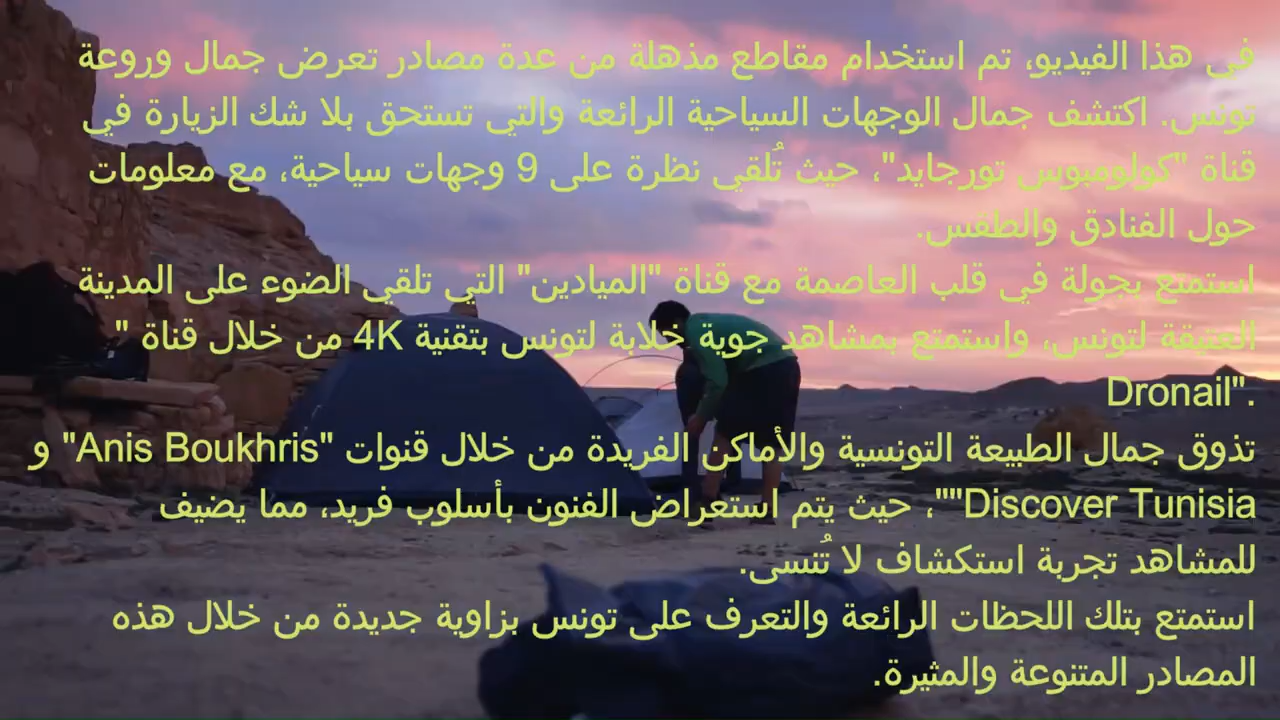 في هذا الفيديو، تم استخدام مقاطع مذهلة من عدة مصادر تعرض جمال وروعة
تونس. اكتشف جمال الوجهات السياحية الرائعة والتي تستحق بلا شك الزيارة في
قناة "كولومبوس تورجايد"، حيث تُلقي نظرة على 9 وجهات سياحية، مع معلومات
حول الفنادق والطقس.
استمتع بجولة في قلب العاصمة مع قناة "الميادين" التي تلقي الضوء على المدينة
العتيقة لتونس، واستمتع بمشاهد جوية خلابة لتونس بتقنية 4K من خلال قناة "
Dronail".
تذوق جمال الطبيعة التونسية والأماكن الفريدة من خلال قنوات "Anis Boukhris" و
"Discover Tunisia"، حيث يتم استعراض الفنون بأسلوب فريد، مما يضيف
للمشاهد تجربة استكشاف لا تُنسى.
استمتع بتلك اللحظات الرائعة والتعرف على تونس بزاوية جديدة من خلال هذه
المصادر المتنوعة والمثيرة.